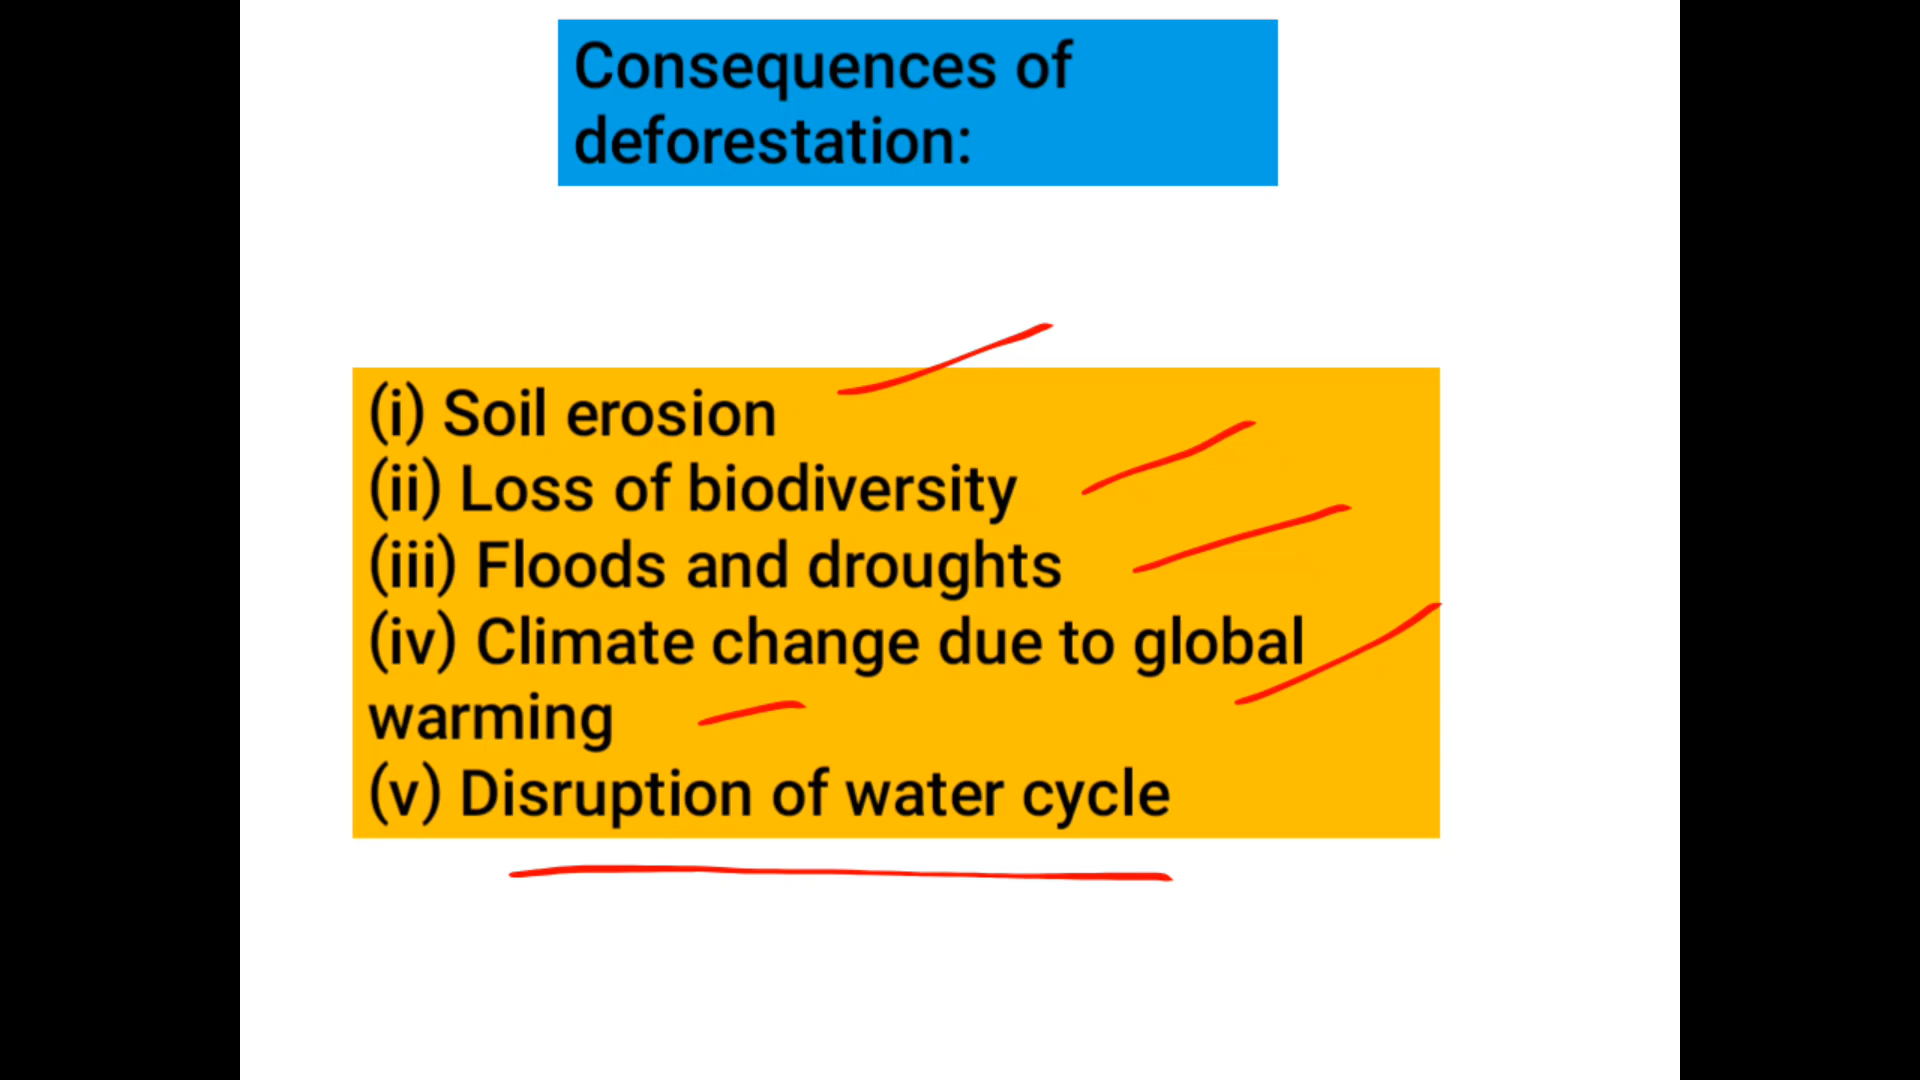 Consequences of
deforestation:
(i) Soil erosion
(ii) Loss of biodiversity
(iii) Floods and droughts
(iv) Climate change due to global
warming
(v) Disruption of water cycle